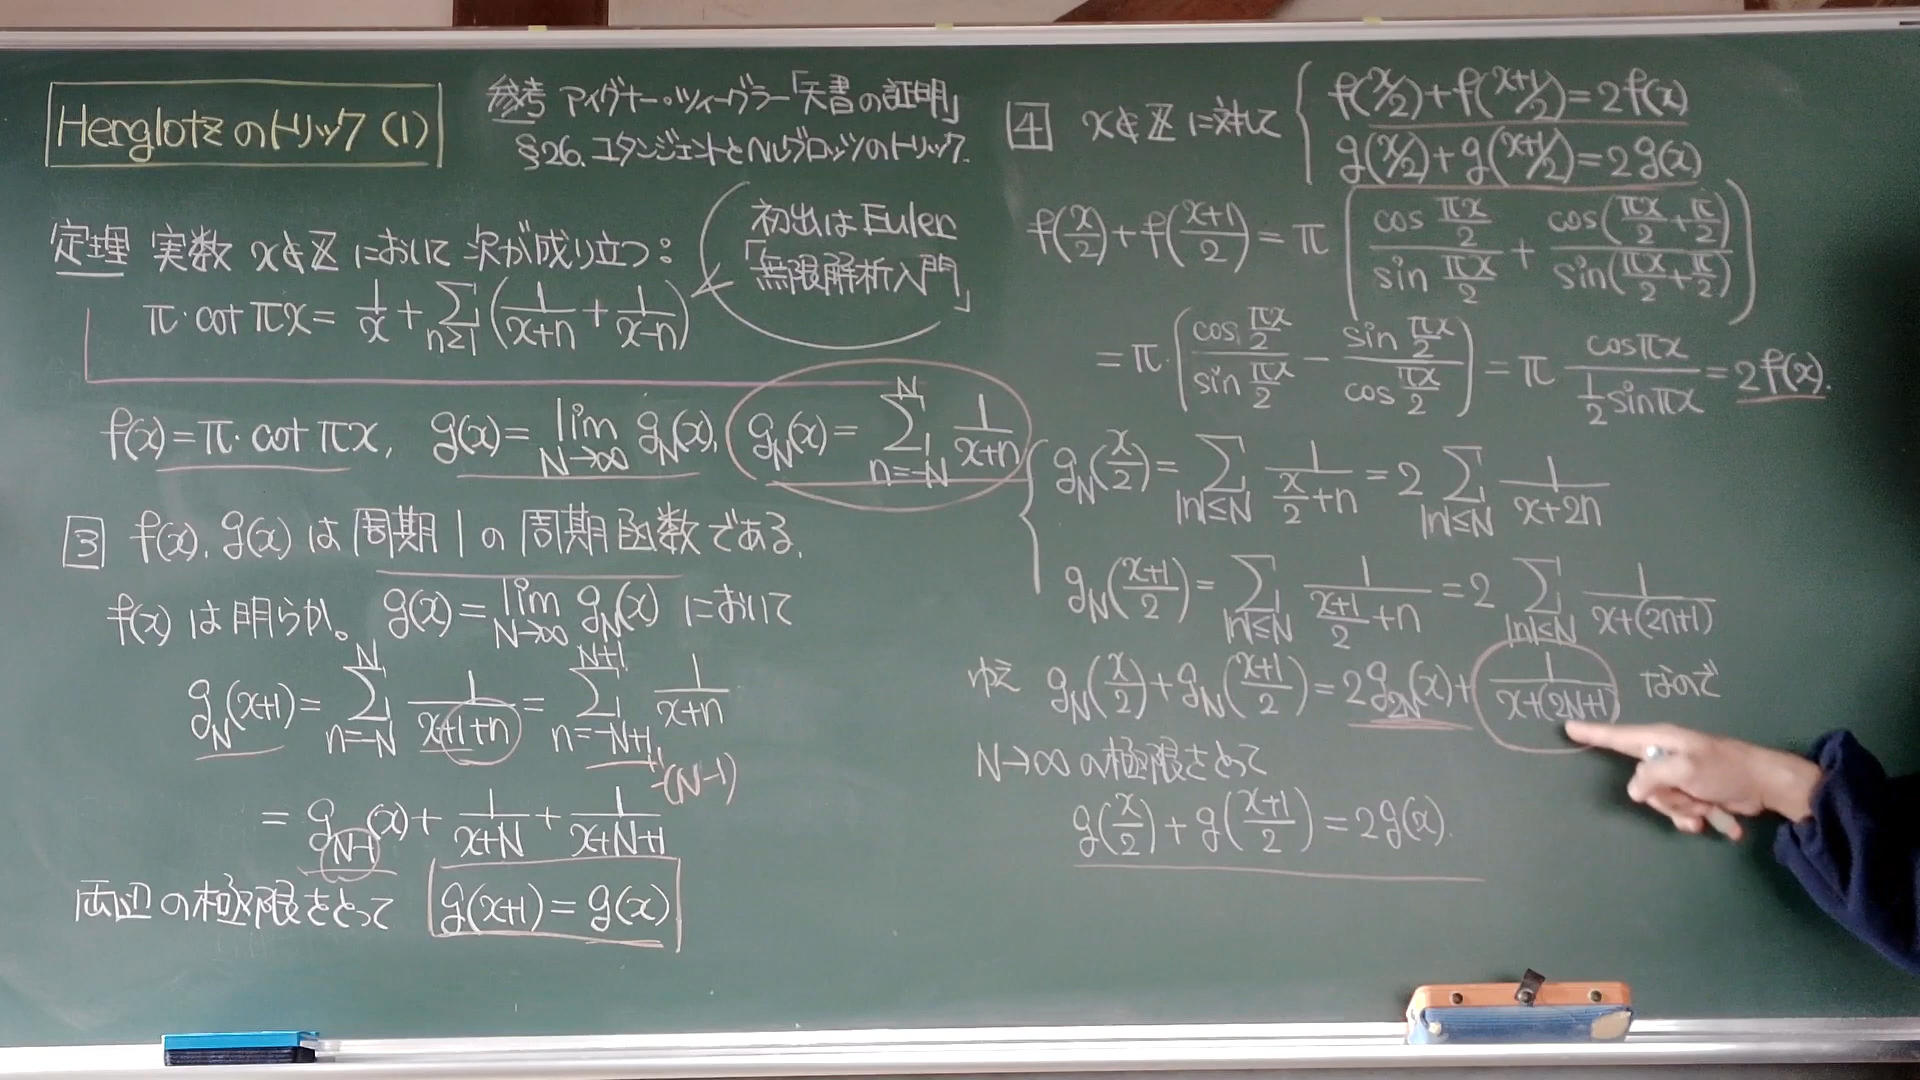 Herglotzのトリック(1)
参考 アイグナー・ツィーグラー「天書の証明」
§26. コタンジェントとヘルグロッツのトリック.
定理 実数 x∉ℤ において 次が成り立つ:
π·cot πx = 1/x + Σ_{n≥1} (1/(x+n) + 1/(x-n))
初出は Euler
「無限解析入門」
f(x) = π·cot πx, g(x) = lim_{N→∞} g_N(x), g_N(x) = Σ_{n=-N}^{N} 1/(x+n)
3 f(x), g(x) は 周期1 の 周期函数である.
f(x) は明らか。 g(x) = lim_{N→∞} g_N(x) において
g_N(x+1) = Σ_{n=-N}^{N} 1/(x+1+n) = Σ_{n=-N+1}^{N+1} 1/(x+n)
-(N-1)
= g_{N-1}(x) + 1/(x+N) + 1/(x+N+1)
両辺の極限をとって g(x+1) = g(x)
4 x∉ℤ に対して { f(x/2) + f((x+1)/2) = 2f(x)
g(x/2) + g((x+1)/2) = 2g(x)
f(x/2) + f((x+1)/2) = π ( cos(πx/2)/sin(πx/2) + cos(πx/2+π/2)/sin(πx/2+π/2) )
= π·( cos(πx/2)/sin(πx/2) - sin(πx/2)/cos(πx/2) ) = π cosπx/(1/2 sinπx) = 2f(x).
{ g_N(x/2) = Σ_{|n|≤N} 1/(x/2+n) = 2 Σ_{|n|≤N} 1/(x+2n)
g_N((x+1)/2) = Σ_{|n|≤N} 1/((x+1)/2+n) = 2 Σ_{|n|≤N} 1/(x+(2n+1))
ゆえ g_N(x/2) + g_N((x+1)/2) = 2g_{2N}(x) + 1/(x+(2N+1)) なので
N→∞の極限をとって
g(x/2) + g((x+1)/2) = 2g(x).